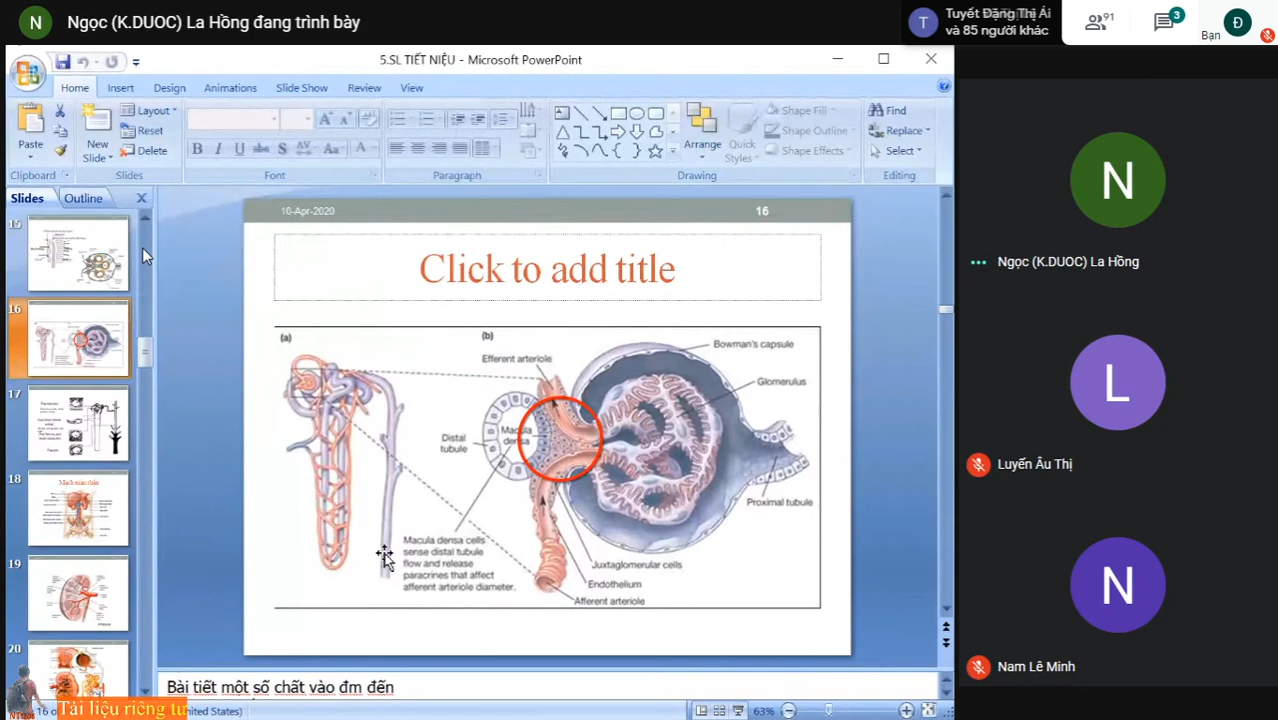 N
Ngọc (K.DUOC) La Hồng đang trình bày
T
Tuyết Đặng Thị Ái
và 85 người khác
91
3
Bạn
Đ
5.SL TIẾT NIỆU - Microsoft PowerPoint
Home
Insert
Design
Animations
Slide Show
Review
View
Paste
Clipboard
New
Slide
Layout
Reset
Delete
Slides
Font
Paragraph
Arrange
Quick
Styles
Shape Fill
Shape Outline
Shape Effects
Drawing
Find
Replace
Select
Editing
Slides
Outline
15
16
17
18
Mạch máu thận
19
20
10-Apr-2020
16
Click to add title
(a)
(b)
Efferent arteriole
Bowman's capsule
Glomerulus
Macula
densa
Distal
tubule
Proximal tubule
Macula densa cells
sense distal tubule
flow and release
paracrines that affect
afferent arteriole diameter.
Juxtaglomerular cells
Endothelium
Afferent arteriole
Bài tiết một số chất vào đm đến
Tài liệu riêng tư
63%
N
Ngọc (K.DUOC) La Hồng
L
Luyến Âu Thị
N
Nam Lê Minh